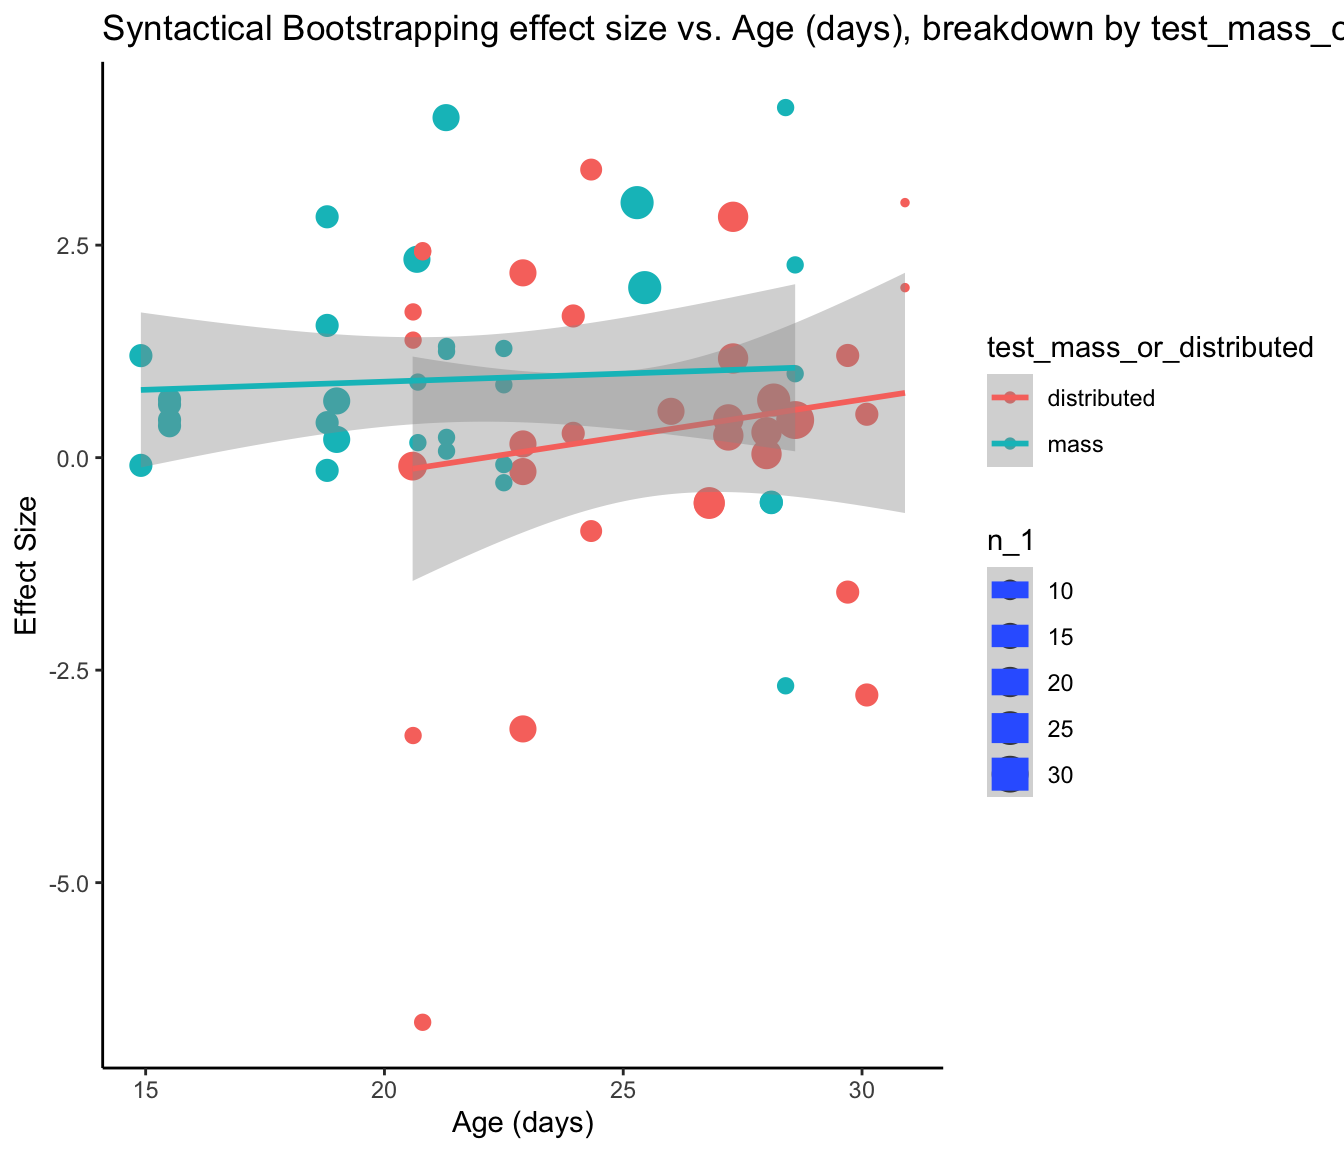 Syntactical Bootstrapping effect size vs. Age (days), breakdown by test_mass_
Effect Size
2.5
0.0
-2.5
-5.0
15
20
25
30
Age (days)
test_mass_or_distributed
distributed
mass
n_1
10
15
20
25
30